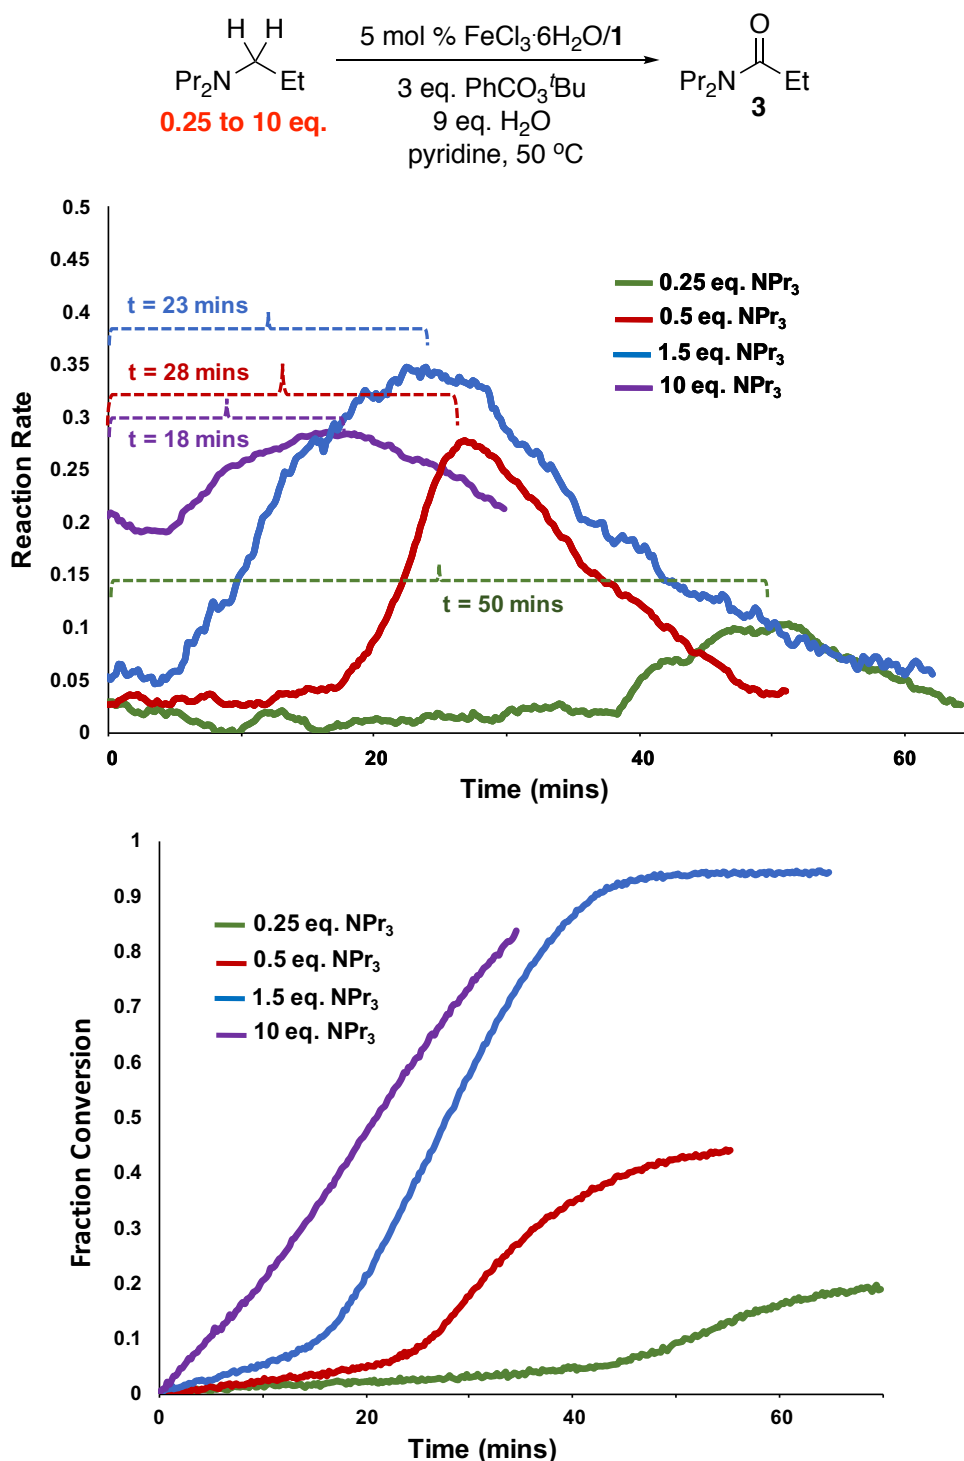 H H
5 mol % FeCl₃·6H₂O/1
O
Pr₂N Et
3 eq. PhCO₃ᵗBu
Pr₂N Et
0.25 to 10 eq.
9 eq. H₂O
3
pyridine, 50 ºC
0.5
0.45
0.4
0.35
0.3
0.25
0.2
0.15
0.1
0.05
0
Reaction Rate
t = 23 mins
t = 28 mins
t = 18 mins
t = 50 mins
0.25 eq. NPr₃
0.5 eq. NPr₃
1.5 eq. NPr₃
10 eq. NPr₃
0 20 40 60
Time (mins)
1
0.9
0.8
0.7
0.6
0.5
0.4
0.3
0.2
0.1
0
Fraction Conversion
0.25 eq. NPr₃
0.5 eq. NPr₃
1.5 eq. NPr₃
10 eq. NPr₃
0 20 40 60
Time (mins)